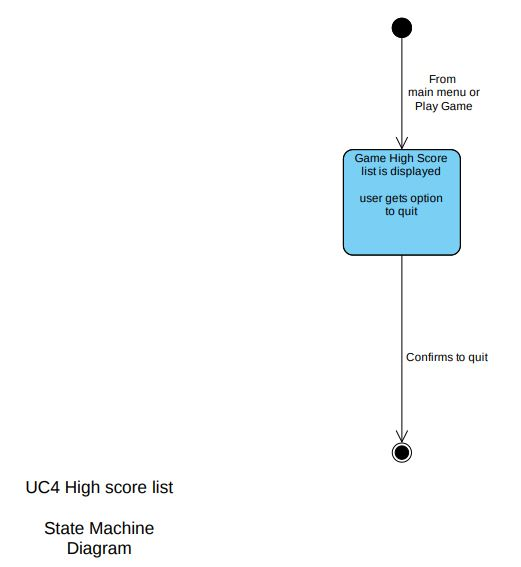 From
main menu or
Play Game
Game High Score
list is displayed
user gets option
to quit
Confirms to quit
UC4 High score list
State Machine
Diagram